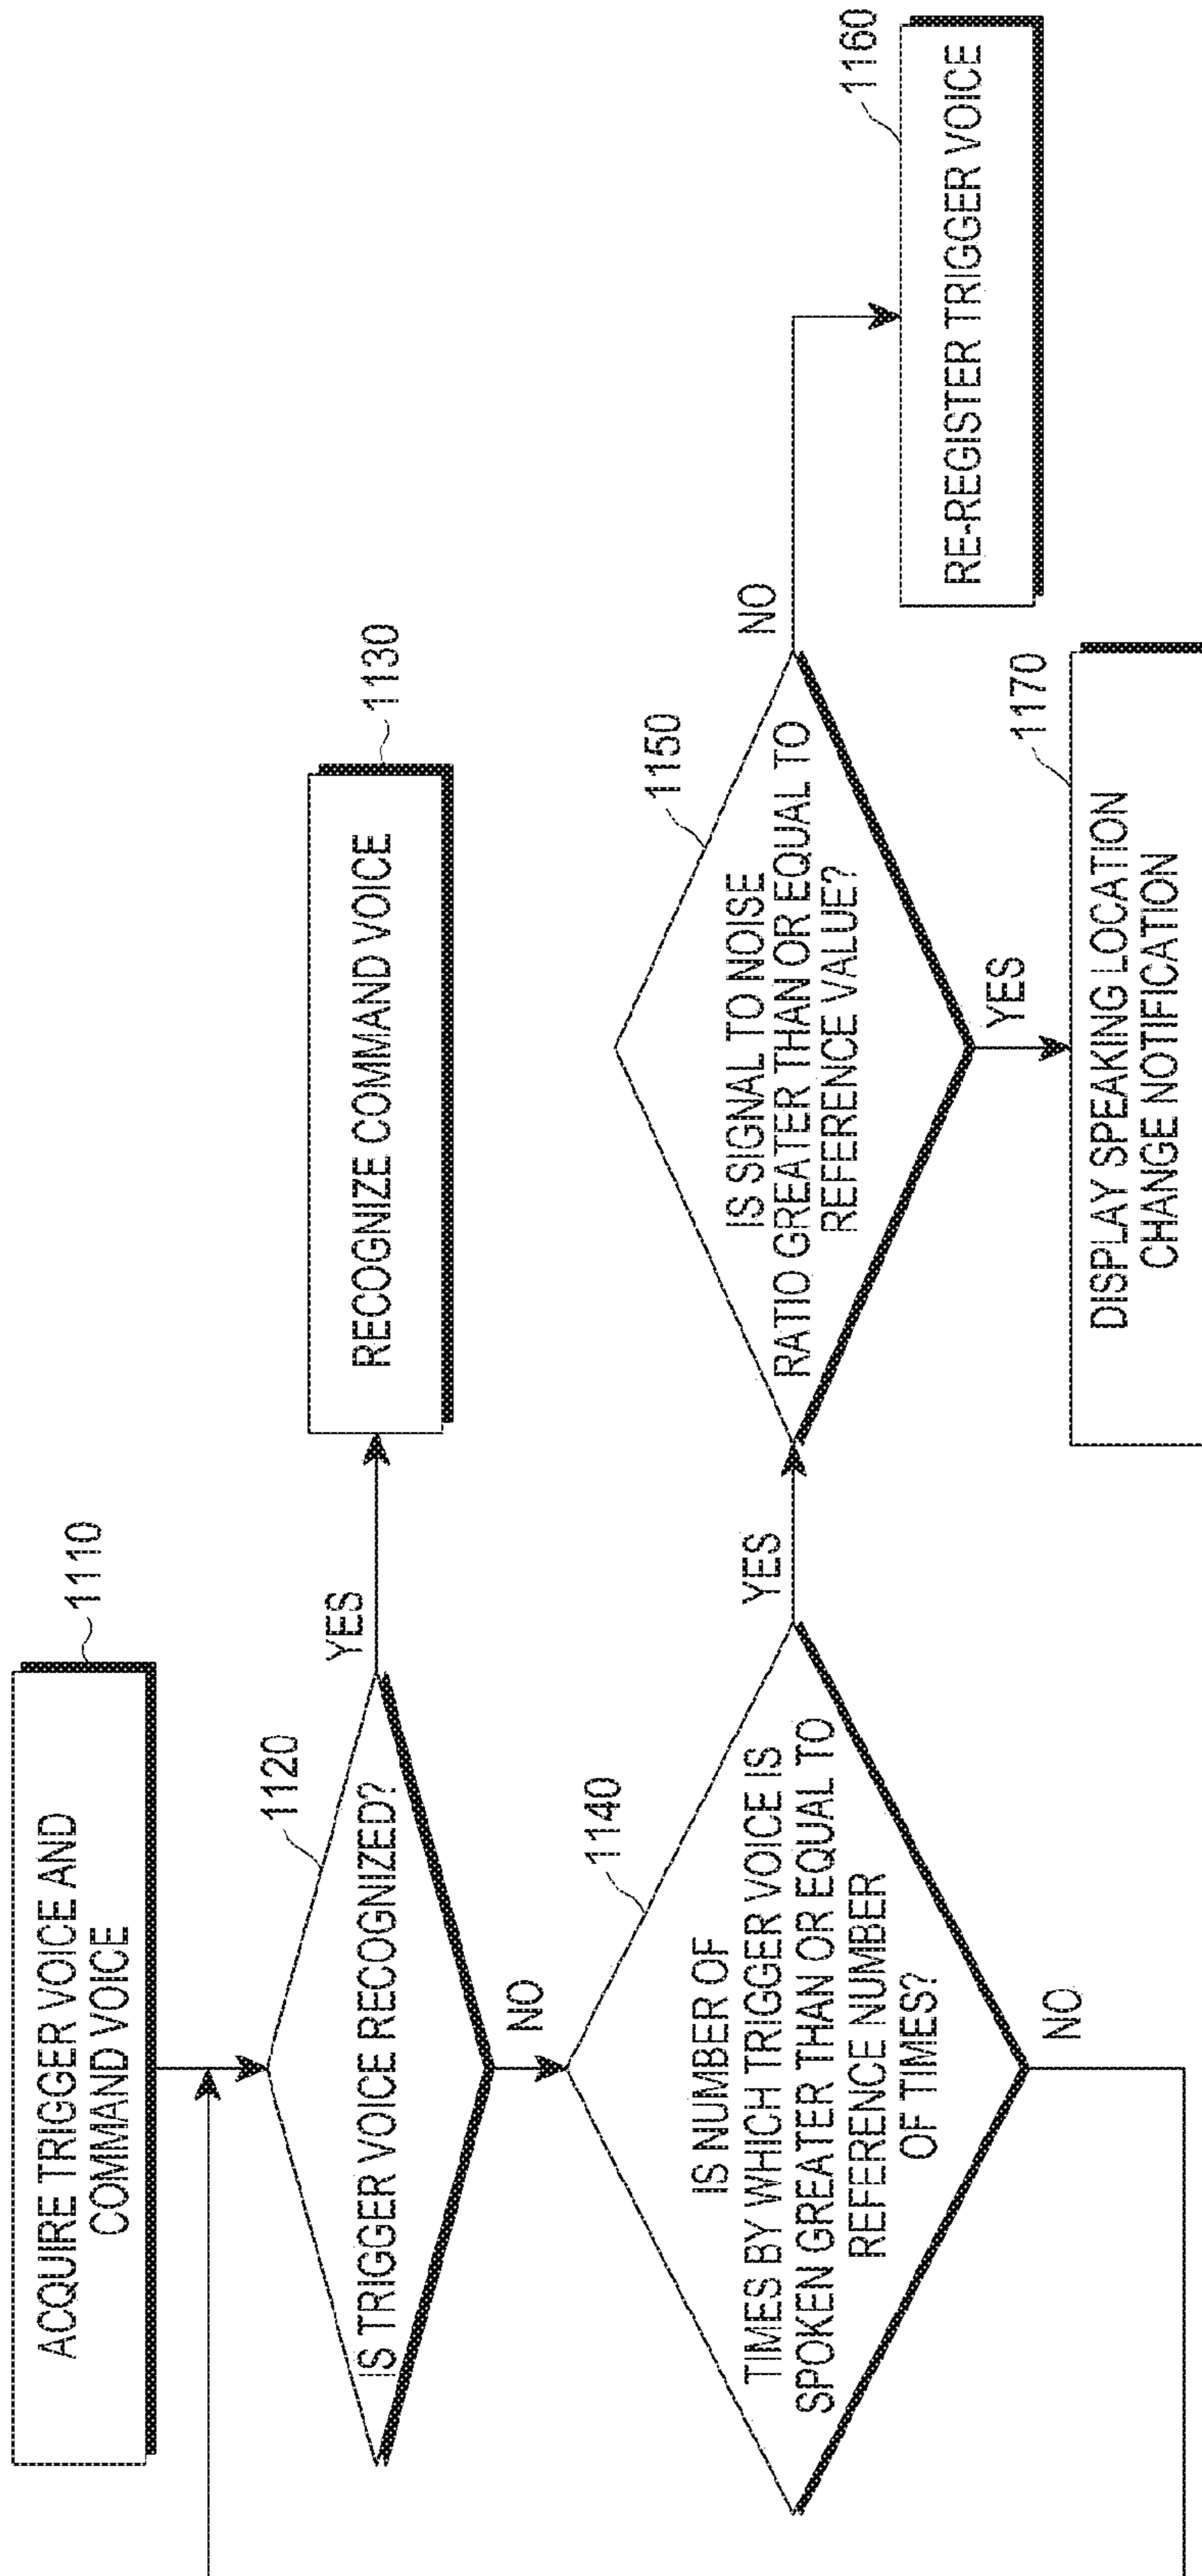 ACQUIRE TRIGGER VOICE AND
COMMAND VOICE
1110
IS TRIGGER VOICE RECOGNIZED?
1120
YES
RECOGNIZE COMMAND VOICE
1130
NO
IS NUMBER OF
TIMES BY WHICH TRIGGER VOICE IS
SPOKEN GREATER THAN OR EQUAL TO
REFERENCE NUMBER
OF TIMES?
1140
YES
NO
IS SIGNAL TO NOISE
RATIO GREATER THAN OR EQUAL TO
REFERENCE VALUE?
1150
NO
RE-REGISTER TRIGGER VOICE
1160
YES
DISPLAY SPEAKING LOCATION
CHANGE NOTIFICATION
1170